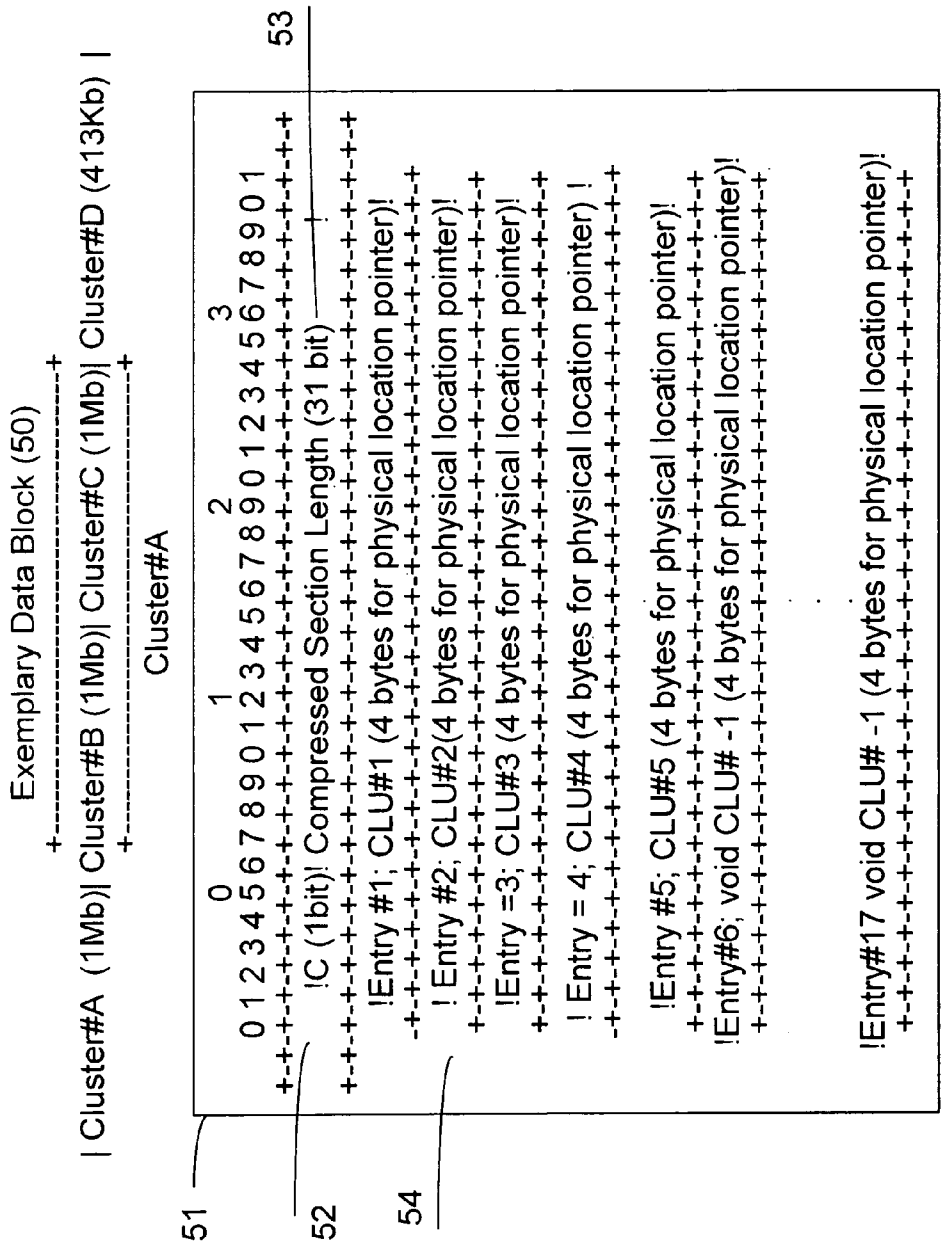 Exemplary Data Block (50)
+-----------------------------------------------------+
| Cluster#A (1Mb)| Cluster#B (1Mb)| Cluster#C (1Mb)| Cluster#D (413Kb) |
+-----------------------------------------------------+
Cluster#A
51
0 1 2 3
0 1 2 3 4 5 6 7 8 9 0 1 2 3 4 5 6 7 8 9 0 1 2 3 4 5 6 7 8 9 0 1
+-+-+-+-+-+-+-+-+-+-+-+-+-+-+-+-+-+-+-+-+-+-+-+-+-+-+-+-+-+-+-+-+
52
!C (1bit)! Compressed Section Length (31 bit) !
53
+-+-+-+-+-+-+-+-+-+-+-+-+-+-+-+-+-+-+-+-+-+-+-+-+-+-+-+-+-+-+-+-+
!Entry #1; CLU#1 (4 bytes for physical location pointer)!
-+-+-+-+-+-+-+-+-+-+-+-+-+-+-+-+-+-+-+-+-+-+-+-+-+-+-+-+-+
54
! Entry #2; CLU#2(4 bytes for physical location pointer)!
+-+-+-+-+-+-+-+-+-+-+-+-+-+-+-+-+-+-+-+-+-+-+-+-+-+-+-+-+
!Entry =3; CLU#3 (4 bytes for physical location pointer)!
+-+-+-+-+-+-+-+-+-+-+-+-+-+-+-+-+-+-+-+-+-+-+-+-+-+-+-+-+
! Entry = 4; CLU#4 (4 bytes for physical location pointer) !
-+-+-+-+-+-+-+-+-+-+-+-+-+-+-+-+-+-+-+-+-+-+-+-+-+-+-+-+-+
!Entry #5; CLU#5 (4 bytes for physical location pointer)!
+-+-+-+-+-+-+-+-+-+-+-+-+-+-+-+-+-+-+-+-+-+-+-+-+-+-+-+-+
!Entry#6; void CLU# -1 (4 bytes for physical location pointer)!
+-+-+-+-+-+-+-+-+-+-+-+-+-+-+-+-+-+-+-+-+-+-+-+-+-+-+-+-+
. . .
!Entry#17 void CLU# -1 (4 bytes for physical location pointer)!
+-+-+-+-+-+-+-+-+-+-+-+-+-+-+-+-+-+-+-+-+-+-+-+-+-+-+-+-+